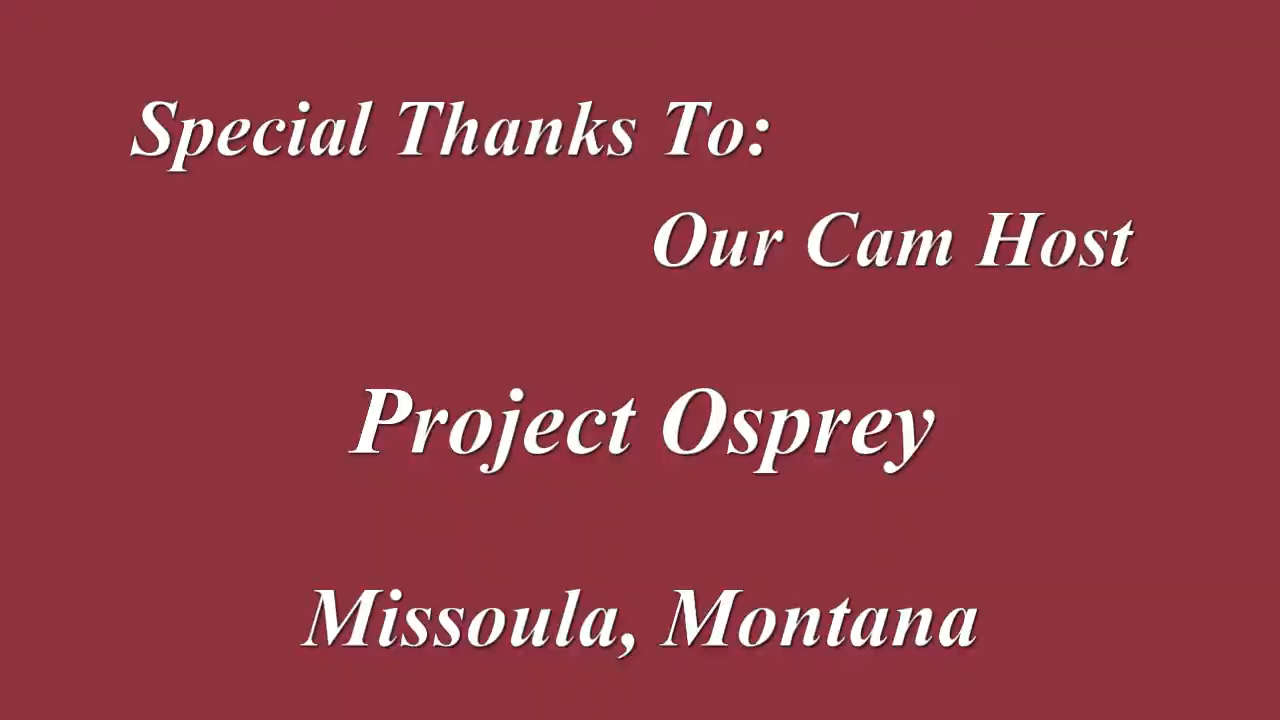 Special Thanks To:
Our Cam Host
Project Osprey
Missoula, Montana